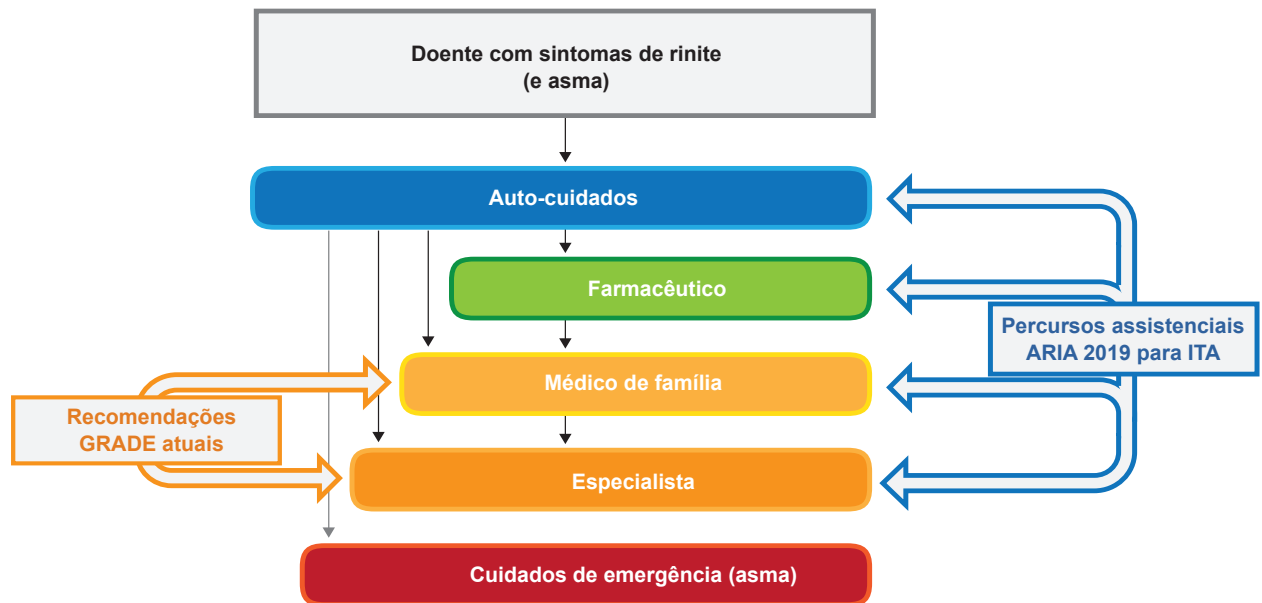 Doente com sintomas de rinite
(e asma)
Auto-cuidados
Farmacêutico
Percursos assistenciais
ARIA 2019 para ITA
Médico de família
Recomendações
GRADE atuais
Especialista
Cuidados de emergência (asma)